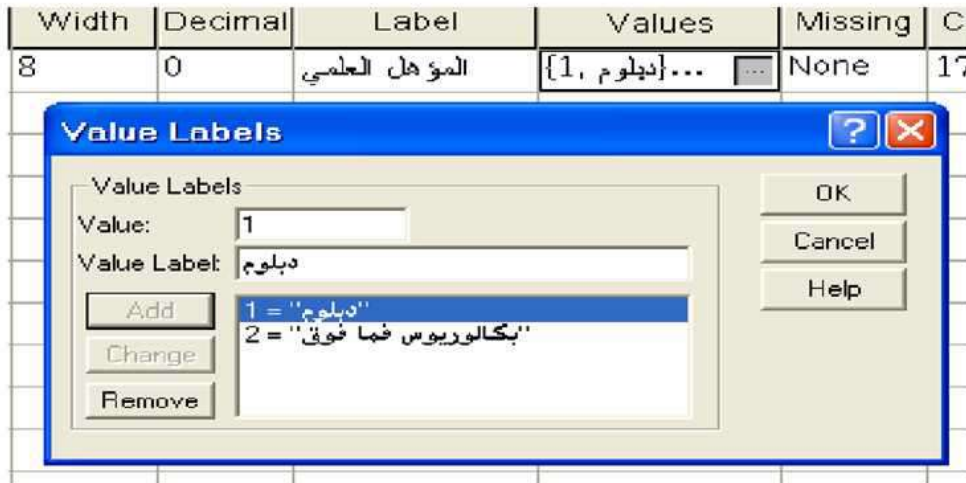 Width Decimal Label Values Missing C
8 0 المؤهل العلمي {1, دبلوم}... ... None 17
Value Labels
Value Labels
Value: 1
Value Label: دبلوم
Add
Change
Remove
1 = "دبلوم"
2 = "بكالوريوس فما فوق"
OK
Cancel
Help